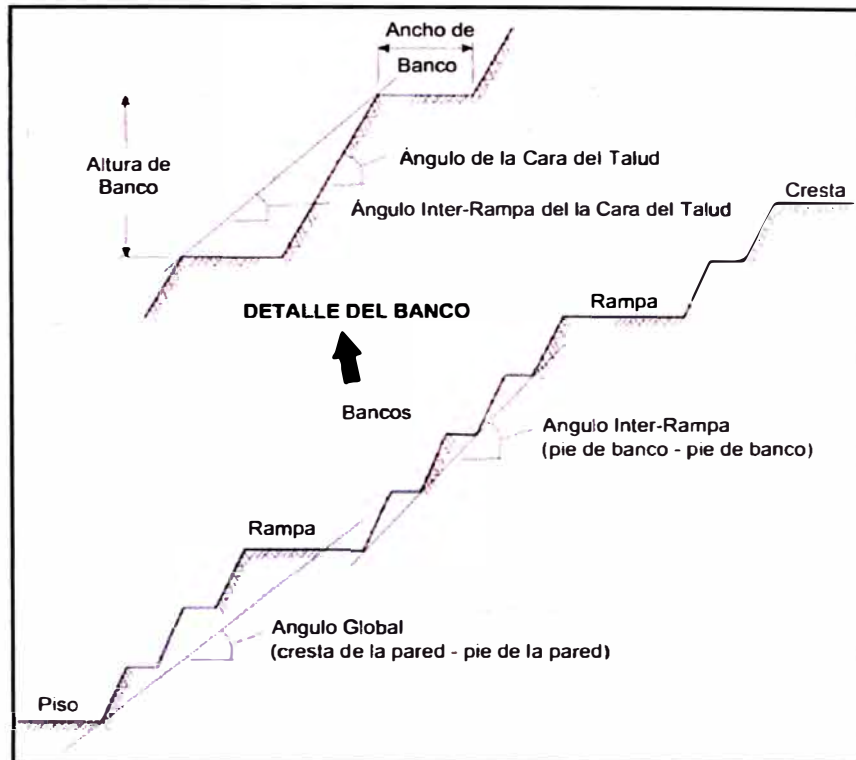 Ancho de
Banco
Altura de
Banco
Ángulo de la Cara del Talud
Ángulo Inter-Rampa del la Cara del Talud
Cresta
DETALLE DEL BANCO
Rampa
Bancos
Angulo Inter-Rampa
(pie de banco - pie de banco)
Rampa
Angulo Global
(cresta de la pared - pie de la pared)
Piso